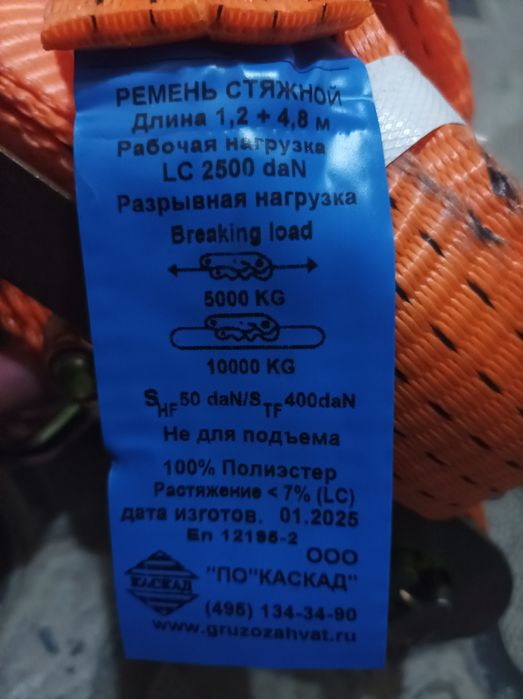 РЕМЕНЬ СТЯЖНОЙ
Длина 1,2 + 4,8 м
Рабочая нагрузка
LC 2500 daN
Разрывная нагрузка
Breaking load
5000 KG
10000 KG
SHF50 daN/STF400daN
Не для подъема
100% Полиэстер
Растяжение < 7% (LC)
дата изготов. 01.2025
En 12195-2
ООО
КАСКАД "ПО"КАСКАД"
(495) 134-34-90
www.gruzozahvat.ru